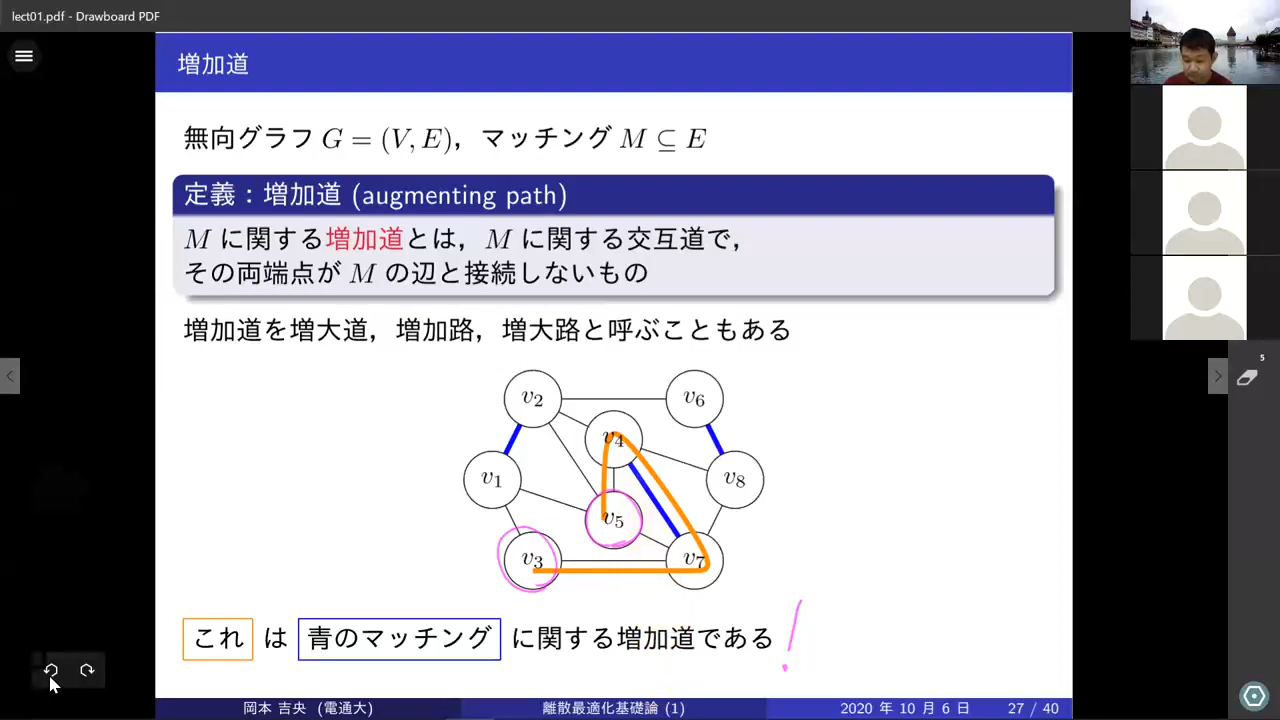 lect01.pdf - Drawboard PDF
増加道
無向グラフ G = (V, E)，マッチング M ⊆ E
定義：増加道 (augmenting path)
M に関する増加道とは，M に関する交互道で，
その両端点が M の辺と接続しないもの
増加道を増大道，増加路，増大路と呼ぶこともある
v2
v6
v4
v1
v8
v5
v3
v7
これ は 青のマッチング に関する増加道である !
岡本 吉央 (電通大)
離散最適化基礎論 (1)
2020 年 10 月 6 日
27 / 40
5